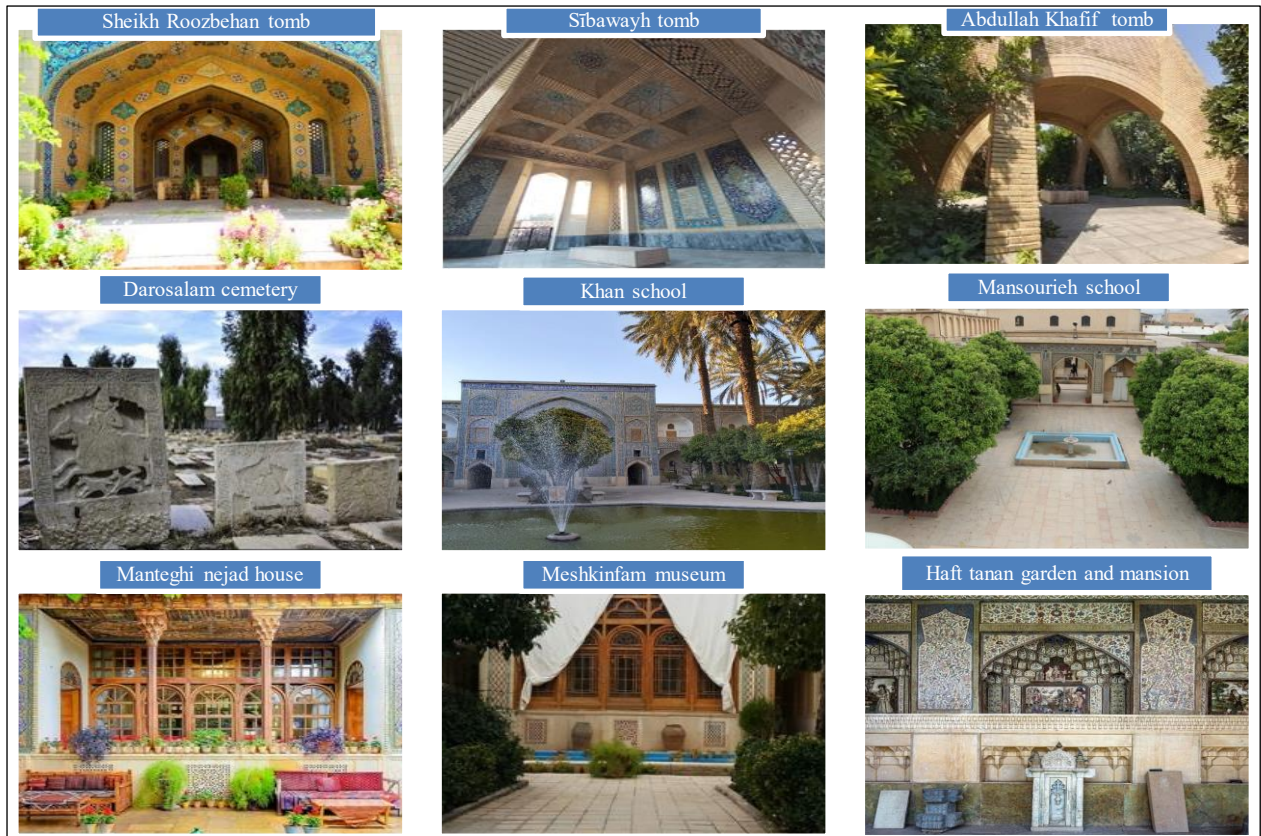 Sheikh Roozbehan tomb
Sībawayh tomb
Abdullah Khafif tomb
Darosalam cemetery
Khan school
Mansourieh school
Manteghi nejad house
Meshkinfam museum
Haft tanan garden and mansion